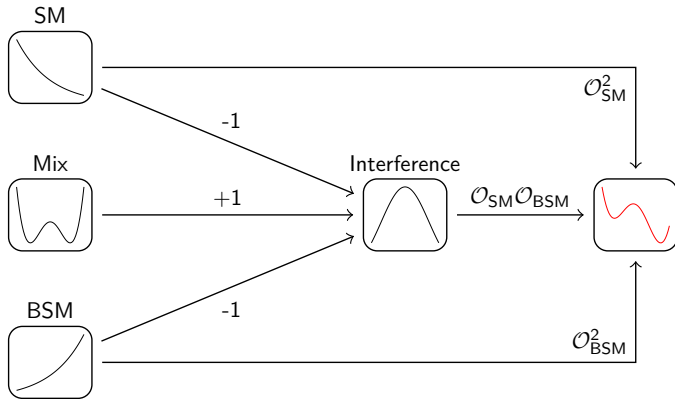 SM
𝒪²_SM
-1
Mix
Interference
+1
𝒪_SM𝒪_BSM
BSM
-1
𝒪²_BSM